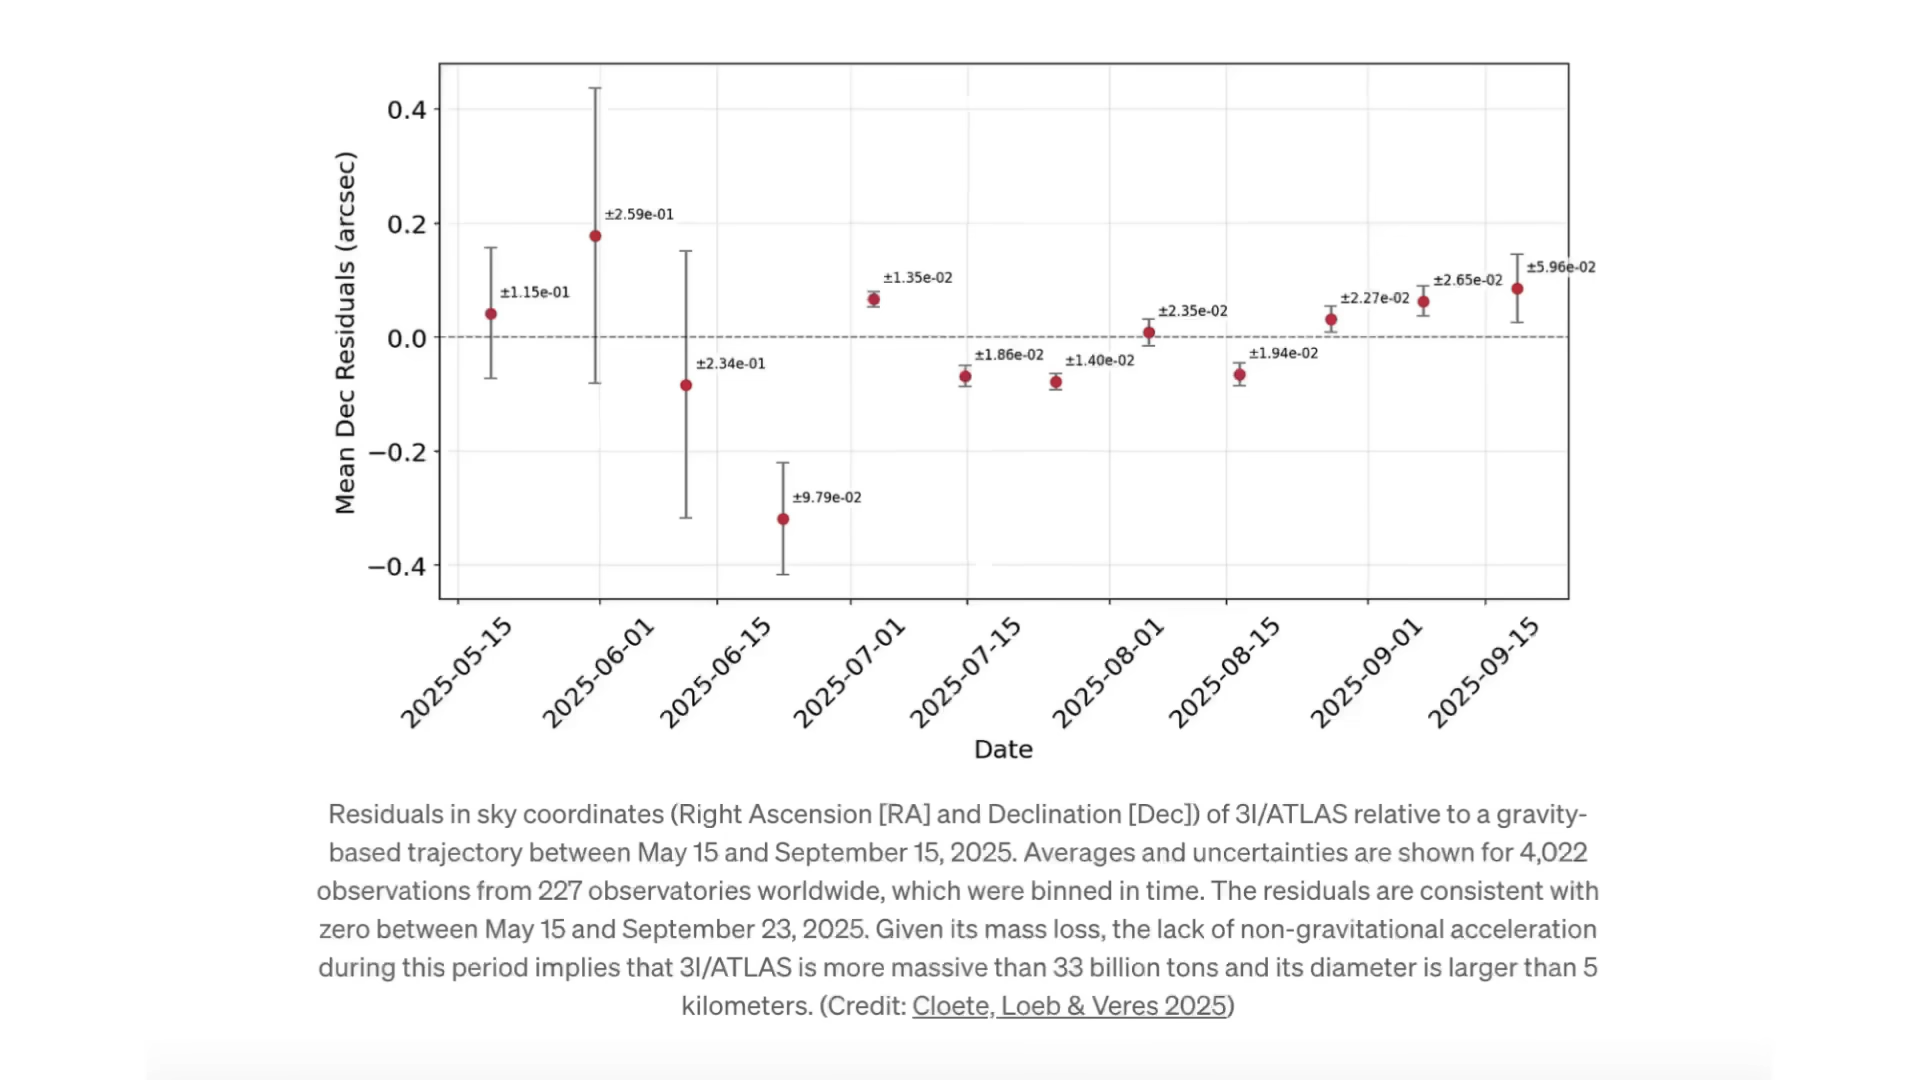 0.4
0.2
0.0
−0.2
−0.4
Mean Dec Residuals (arcsec)
±1.15e-01
±2.59e-01
±2.34e-01
±9.79e-02
±1.35e-02
±1.86e-02
±1.40e-02
±2.35e-02
±1.94e-02
±2.27e-02
±2.65e-02
±5.96e-02
2025-05-15
2025-06-01
2025-06-15
2025-07-01
2025-07-15
2025-08-01
2025-08-15
2025-09-01
2025-09-15
Date
Residuals in sky coordinates (Right Ascension [RA] and Declination [Dec]) of 3I/ATLAS relative to a gravity-
based trajectory between May 15 and September 15, 2025. Averages and uncertainties are shown for 4,022
observations from 227 observatories worldwide, which were binned in time. The residuals are consistent with
zero between May 15 and September 23, 2025. Given its mass loss, the lack of non-gravitational acceleration
during this period implies that 3I/ATLAS is more massive than 33 billion tons and its diameter is larger than 5
kilometers. (Credit: Cloete, Loeb & Veres 2025)